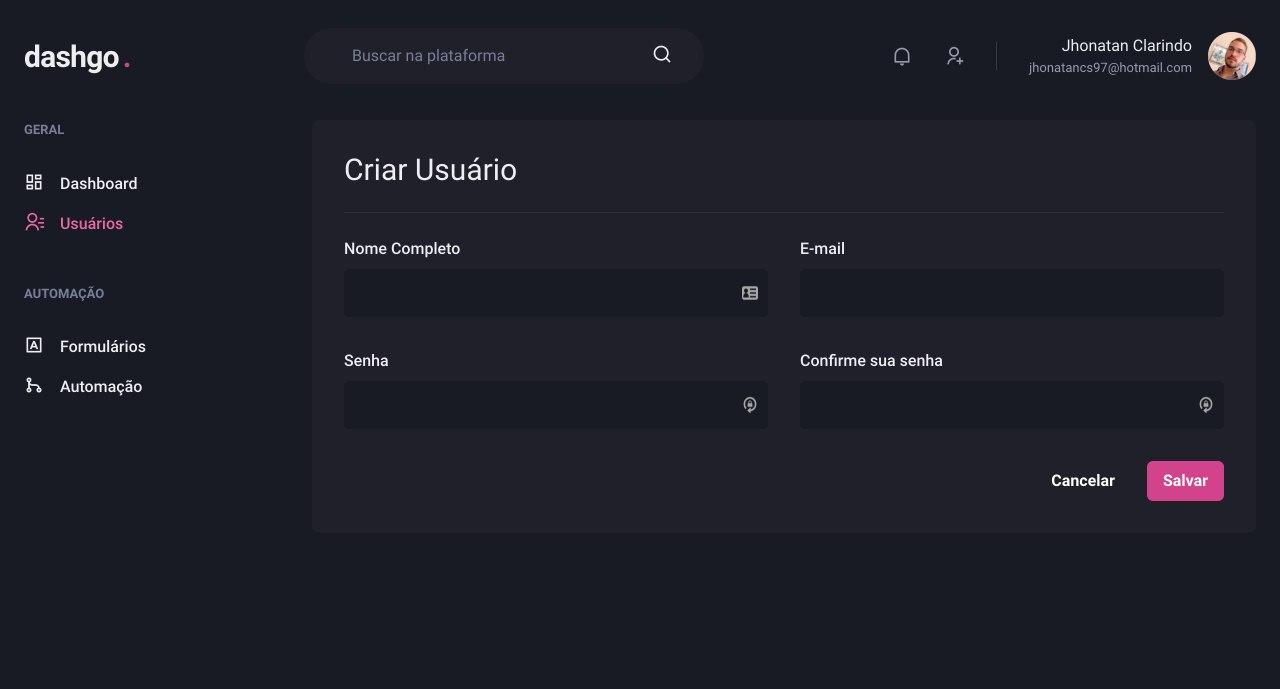 dashgo.
Buscar na plataforma
Jhonatan Clarindo
jhonatancs97@hotmail.com
GERAL
Dashboard
Usuários
AUTOMAÇÃO
Formulários
Automação
Criar Usuário
Nome Completo
E-mail
Senha
Confirme sua senha
Cancelar
Salvar